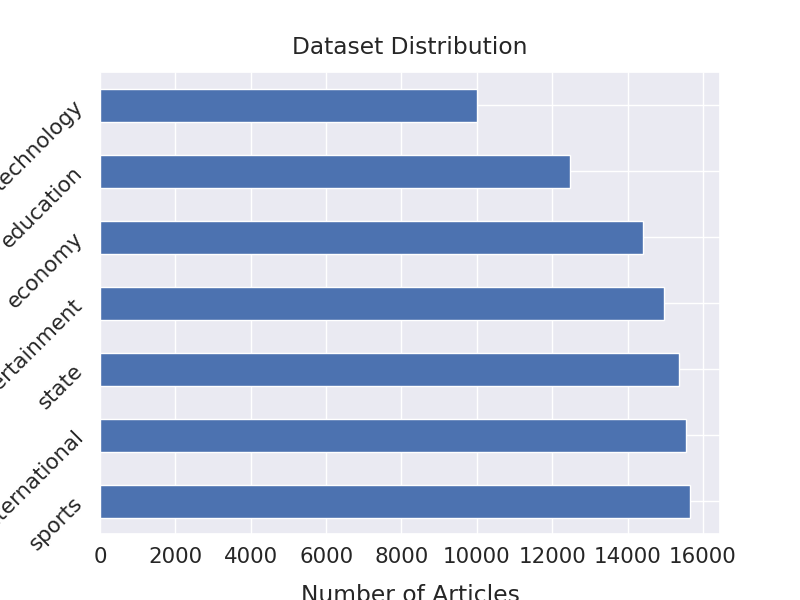 Dataset Distribution
technology
education
economy
ertainment
state
ternational
sports
0 2000 4000 6000 8000 10000 12000 14000 16000
Number of Articles